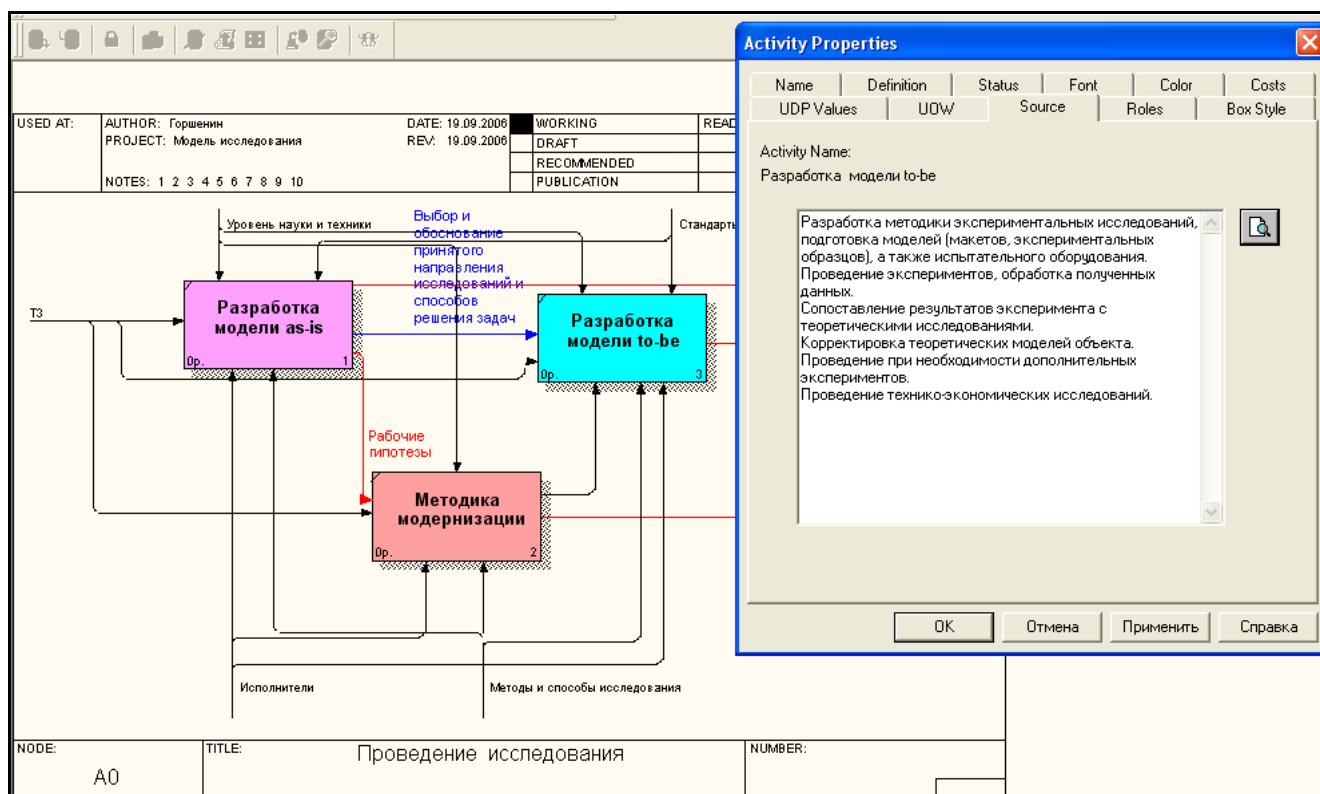 USED AT:
AUTHOR: Горшенин
DATE: 19.09.2006
WORKING
READ
PROJECT: Модель исследования
REV: 19.09.2006
DRAFT
RECOMMENDED
NOTES: 1 2 3 4 5 6 7 8 9 10
PUBLICATION
Уровень науки и техники
Выбор и
обоснование
принятого
направления
исследований и
способов
решения задач
Стандарты
ТЗ
Разработка
модели as-is
0р.
1
Разработка
модели to-be
0р.
3
Рабочие
гипотезы
Методика
модернизации
0р.
2
Исполнители
Методы и способы исследования
NODE:
A0
TITLE:
Проведение исследования
NUMBER:
Activity Properties
Name
Definition
Status
Font
Color
Costs
UDP Values
UOW
Source
Roles
Box Style
Activity Name:
Разработка модели to-be
Разработка методики экспериментальных исследований,
подготовка моделей (макетов, экспериментальных
образцов), а также испытательного оборудования.
Проведение экспериментов, обработка полученных
данных.
Сопоставление результатов эксперимента с
теоретическими исследованиями.
Корректировка теоретических моделей объекта.
Проведение при необходимости дополнительных
экспериментов.
Проведение технико-экономических исследований.
OK
Отмена
Применить
Справка